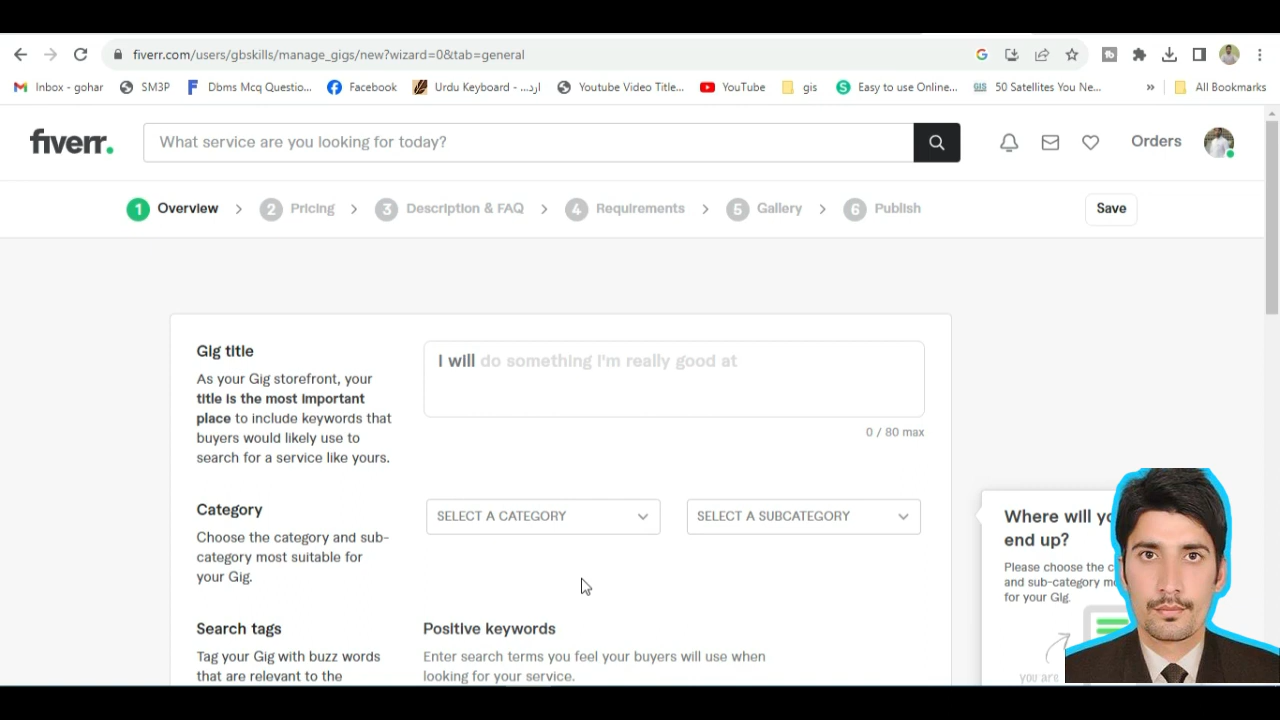 fiverr.com/users/gbskills/manage_gigs/new?wizard=0&tab=general
Inbox - gohar
SM3P
Dbms Mcq Questio...
Facebook
Urdu Keyboard - ...ارد
Youtube Video Title...
YouTube
gis
Easy to use Online...
50 Satellites You Ne...
»
All Bookmarks
fiverr.
What service are you looking for today?
Orders
1 Overview
2 Pricing
3 Description & FAQ
4 Requirements
5 Gallery
6 Publish
Save
Gig title
As your Gig storefront, your
title is the most important
place to include keywords that
buyers would likely use to
search for a service like yours.
I will do something I'm really good at
0 / 80 max
Category
Choose the category and sub-
category most suitable for
your Gig.
SELECT A CATEGORY
SELECT A SUBCATEGORY
Where will yo
end up?
Please choose the c
and sub-category mo
for your Gig.
you are
Search tags
Tag your Gig with buzz words
that are relevant to the
Positive keywords
Enter search terms you feel your buyers will use when
looking for your service.